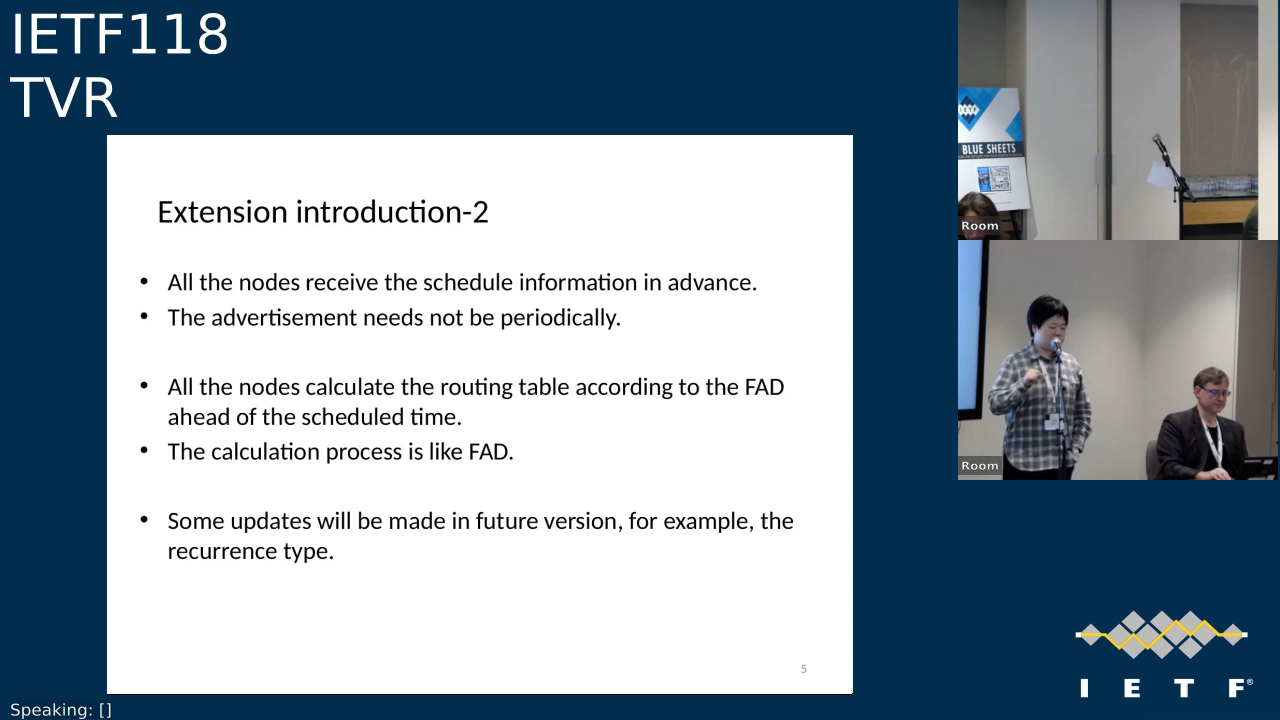 IETF118
TVR
Extension introduction-2
• All the nodes receive the schedule information in advance.
• The advertisement needs not be periodically.
• All the nodes calculate the routing table according to the FAD
ahead of the scheduled time.
• The calculation process is like FAD.
• Some updates will be made in future version, for example, the
recurrence type.
5
Speaking: []
BLUE SHEETS
Room
Room
I E T F®